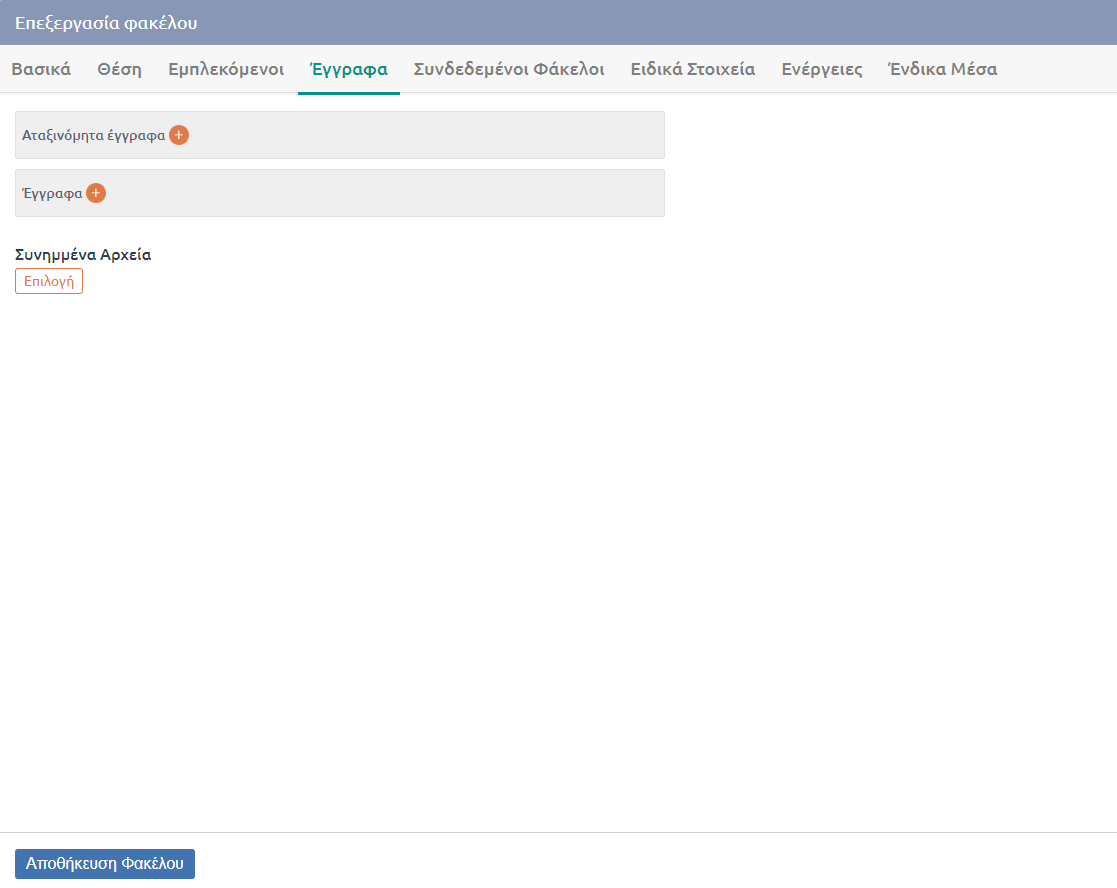 Επεξεργασία φακέλου
Βασικά Θέση Εμπλεκόμενοι Έγγραφα Συνδεδεμένοι Φάκελοι Ειδικά Στοιχεία Ενέργειες Ένδικα Μέσα
Αταξινόμητα έγγραφα +
Έγγραφα +
Συνημμένα Αρχεία
Επιλογή
Αποθήκευση Φακέλου